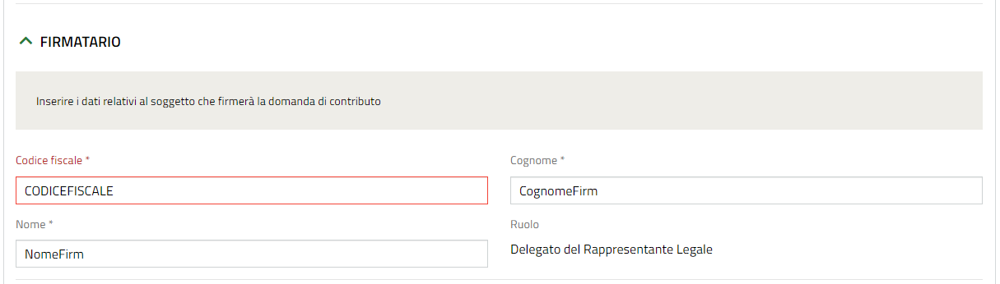 FIRMATARIO
Inserire i dati relativi al soggetto che firmerà la domanda di contributo
Codice fiscale *
CODICEFISCALE
Cognome *
CognomeFirm
Nome *
NomeFirm
Ruolo
Delegato del Rappresentante Legale